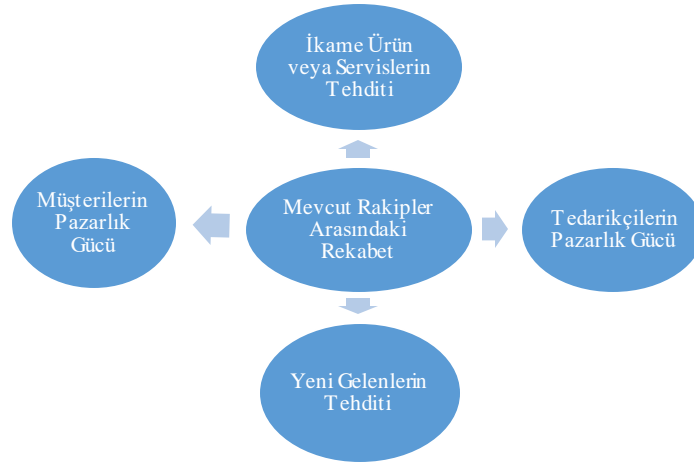 İkame Ürün
veya Servislerin
Tehditi
Müşterilerin
Pazarlık
Gücü
Mevcut Rakipler
Arasındaki
Rekabet
Tedarikçilerin
Pazarlık Gücü
Yeni Gelenlerin
Tehditi